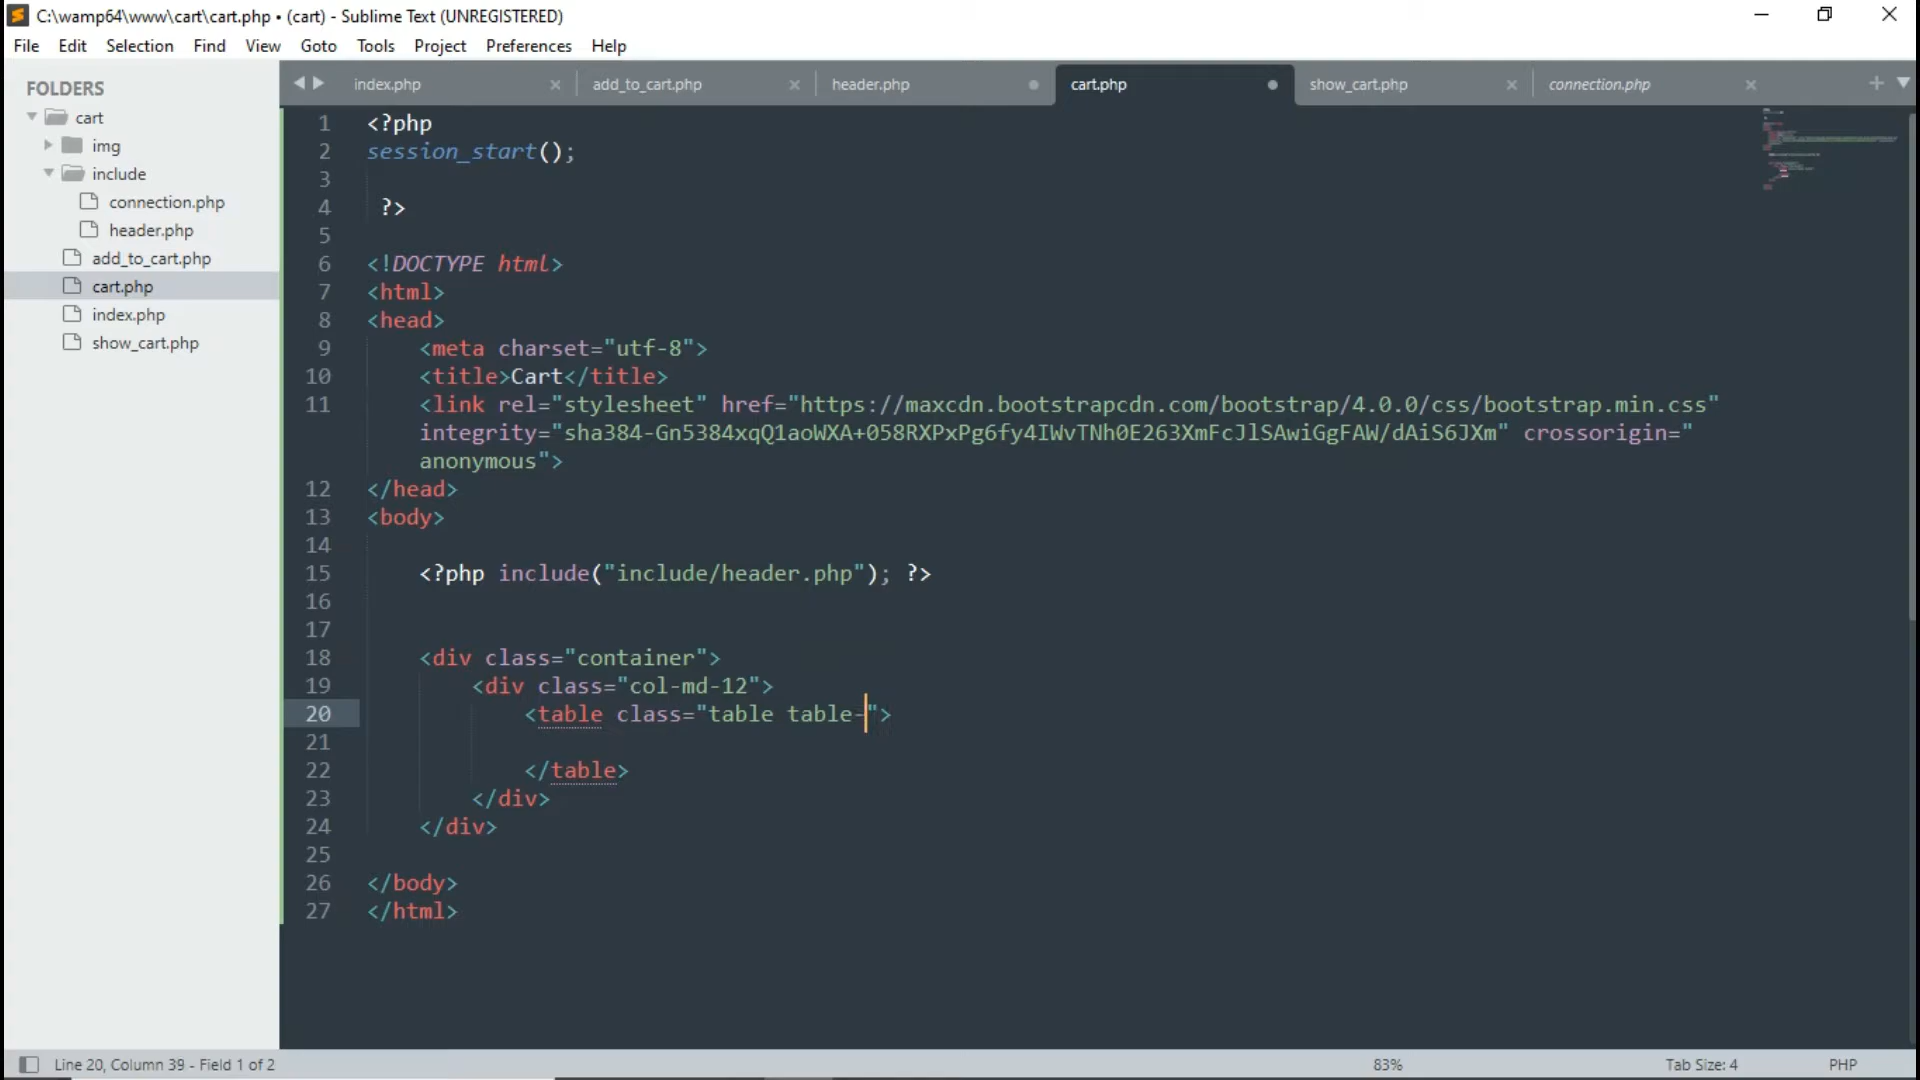 C:\wamp64\www\cart\cart.php • (cart) - Sublime Text (UNREGISTERED)
File Edit Selection Find View Goto Tools Project Preferences Help
FOLDERS
cart
img
include
connection.php
header.php
add_to_cart.php
cart.php
index.php
show_cart.php
index.php add_to_cart.php header.php cart.php show_cart.php connection.php
1 <?php
2 session_start();
3
4 ?>
5
6 <!DOCTYPE html>
7 <html>
8 <head>
9 <meta charset="utf-8">
10 <title>Cart</title>
11 <link rel="stylesheet" href="https://maxcdn.bootstrapcdn.com/bootstrap/4.0.0/css/bootstrap.min.css"
integrity="sha384-Gn5384xqQ1aoWXA+058RXPxPg6fy4IWvTNh0E263XmFcJlSAwiGgFAW/dAiS6JXm" crossorigin="
anonymous">
12 </head>
13 <body>
14
15 <?php include("include/header.php"); ?>
16
17
18 <div class="container">
19 <div class="col-md-12">
20 <table class="table table-">
21
22 </table>
23 </div>
24 </div>
25
26 </body>
27 </html>
Line 20, Column 39 - Field 1 of 2 83% Tab Size: 4 PHP